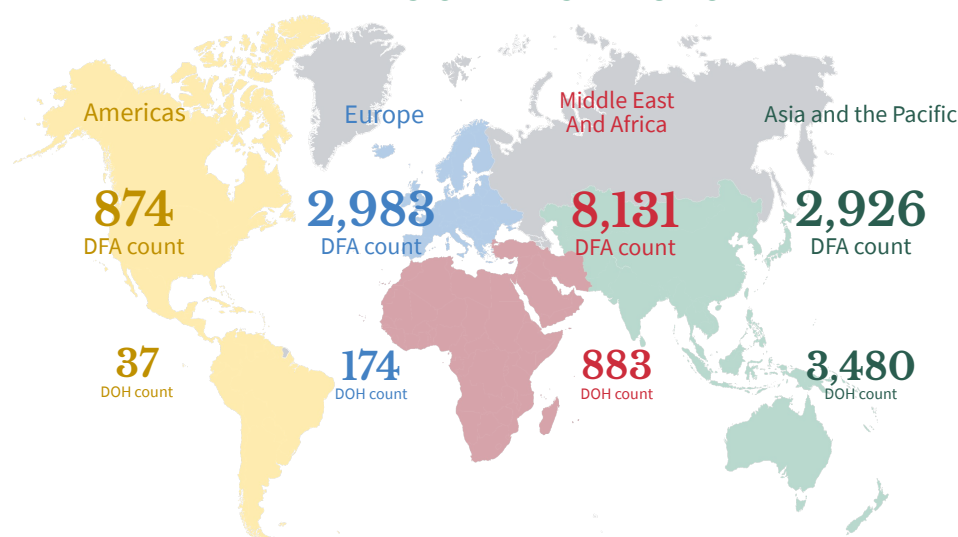 Americas
874
DFA count
37
DOH count
Europe
2,983
DFA count
174
DOH count
Middle East
And Africa
8,131
DFA count
883
DOH count
Asia and the Pacific
2,926
DFA count
3,480
DOH count